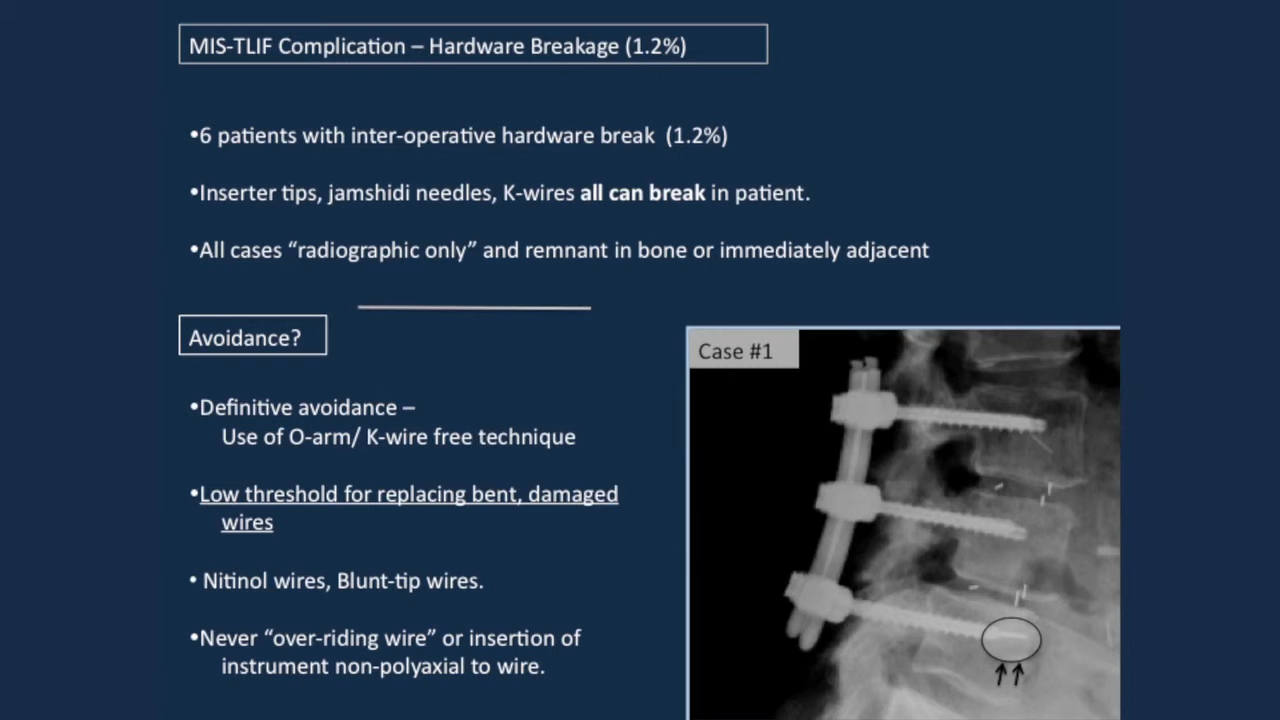 MIS-TLIF Complication – Hardware Breakage (1.2%)
•6 patients with inter-operative hardware break  (1.2%)
•Inserter tips, jamshidi needles, K-wires all can break in patient.
•All cases “radiographic only” and remnant in bone or immediately adjacent
Avoidance?
•Definitive avoidance –
Use of O-arm/ K-wire free technique
•Low threshold for replacing bent, damaged
wires
• Nitinol wires, Blunt-tip wires.
•Never “over-riding wire” or insertion of
instrument non-polyaxial to wire.
Case #1